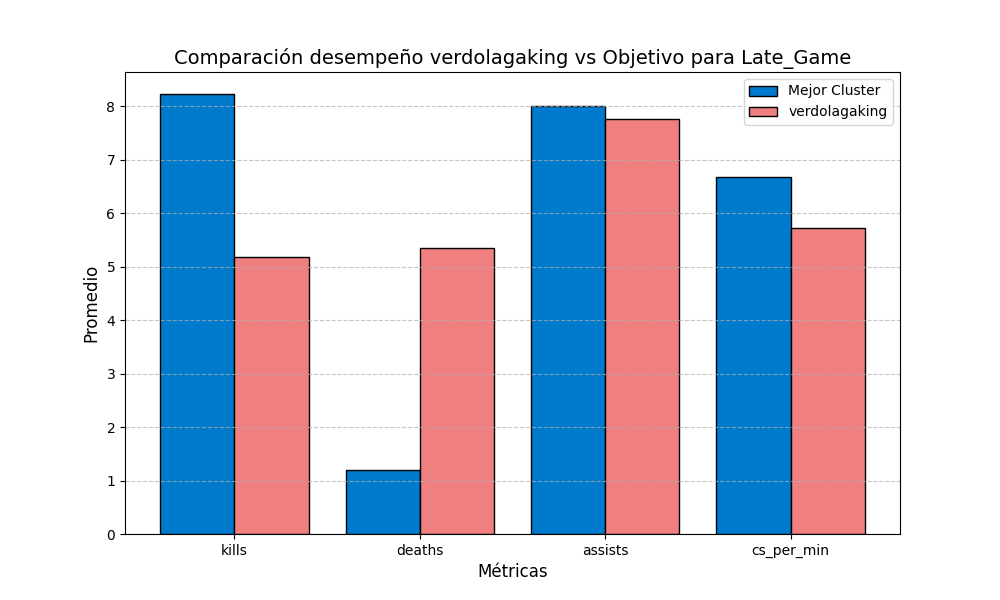 Comparación desempeño verdolagaking vs Objetivo para Late_Game
Mejor Cluster
verdolagaking
Promedio
8
7
6
5
4
3
2
1
0
kills
deaths
assists
cs_per_min
Métricas